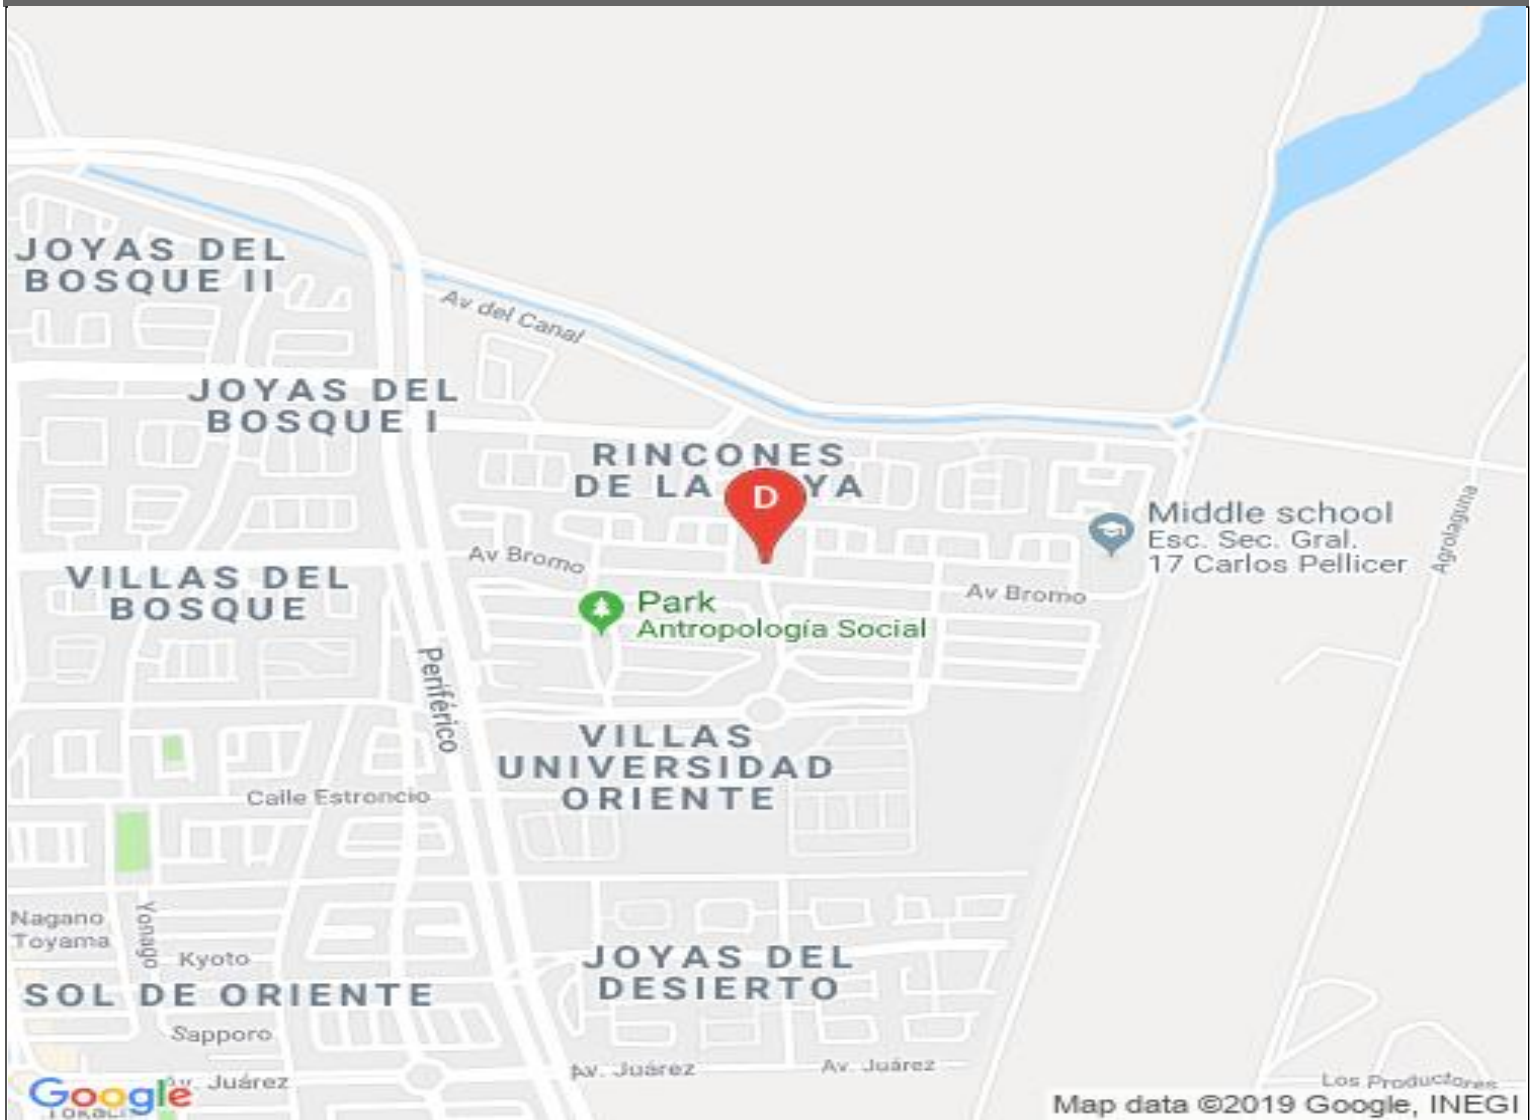 JOYAS DEL
BOSQUE II
Av del Canal
JOYAS DEL
BOSQUE I
RINCONES
DE LA YA
D
Middle school
Esc. Sec. Gral.
17 Carlos Pellicer
Agrolaguna
Av Bromo
Av Bromo
VILLAS DEL
BOSQUE
Park
Antropología Social
Periférico
VILLAS
UNIVERSIDAD
ORIENTE
Calle Estroncio
Nagano
Toyama
Yonago
Kyoto
JOYAS DEL
DESIERTO
SOL DE ORIENTE
Sapporo
Av. Juárez
Av. Juárez
Av. Juárez
Los Productores
Google
Map data ©2019 Google, INEGI